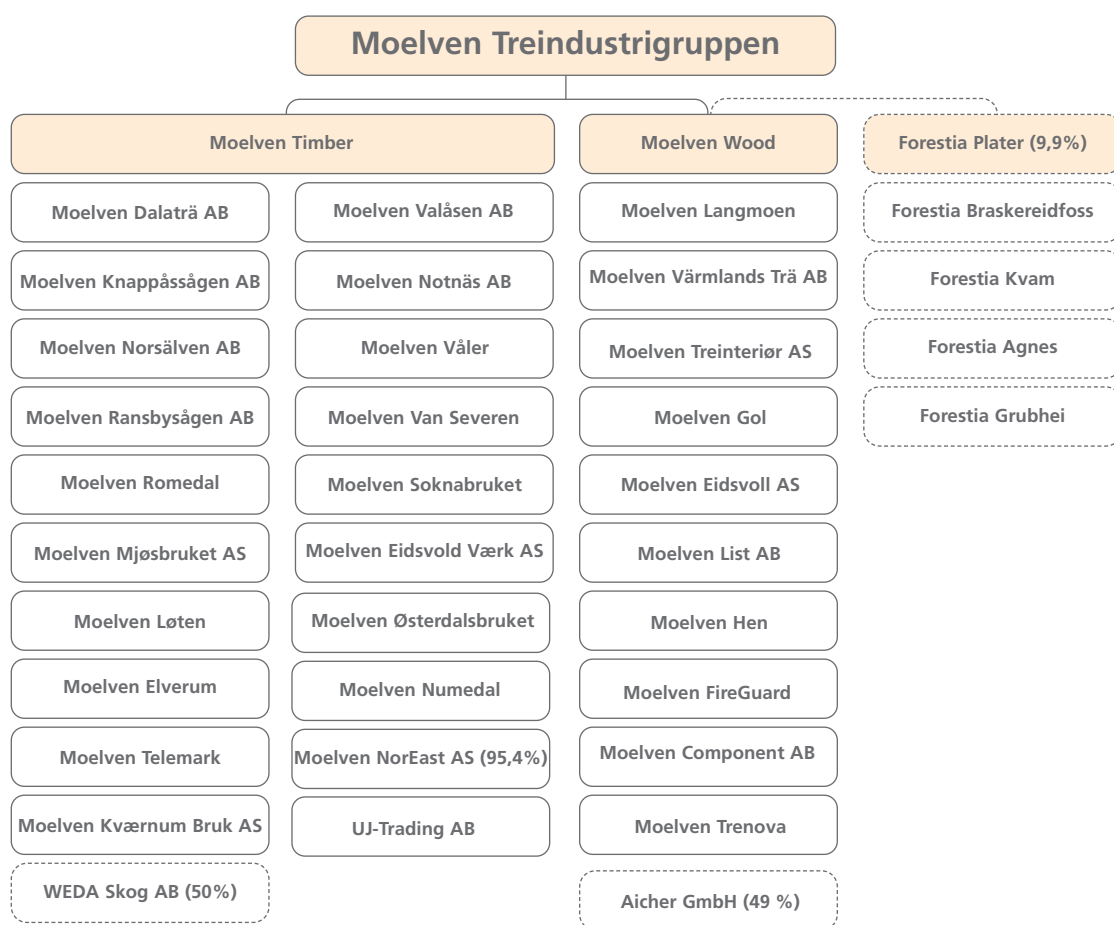 Moelven Treindustrigruppen
Moelven Timber
Moelven Dalaträ AB
Moelven Knappåssågen AB
Moelven Norsälven AB
Moelven Ransbysågen AB
Moelven Romedal
Moelven Mjøsbruket AS
Moelven Løten
Moelven Elverum
Moelven Telemark
Moelven Kværnum Bruk AS
WEDA Skog AB (50%)
Moelven Valåsen AB
Moelven Notnäs AB
Moelven Våler
Moelven Van Severen
Moelven Soknabruket
Moelven Eidsvold Værk AS
Moelven Østerdalsbruket
Moelven Numedal
Moelven NorEast AS (95,4%)
UJ-Trading AB
Moelven Wood
Moelven Langmoen
Moelven Värmlands Trä AB
Moelven Treinteriør AS
Moelven Gol
Moelven Eidsvoll AS
Moelven List AB
Moelven Hen
Moelven FireGuard
Moelven Component AB
Moelven Trenova
Aicher GmbH (49 %)
Forestia Plater (9,9%)
Forestia Braskereidfoss
Forestia Kvam
Forestia Agnes
Forestia Grubhei